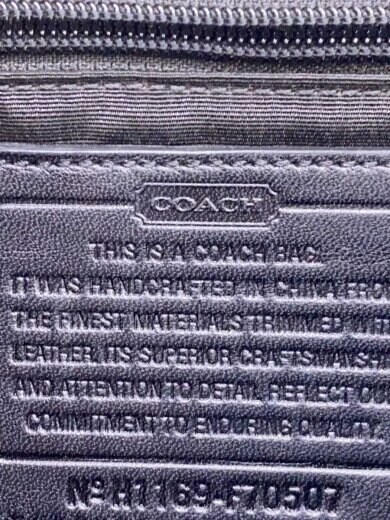 COACH
THIS IS A COACH BAG.
IT WAS HANDCRAFTED IN CHINA FRO
THE FINEST MATERIALS TRIMMED WI
LEATHER. ITS SUPERIOR CRAFTSMANSH
AND ATTENTION TO DETAIL REFLECT OU
COMMITMENT TO ENDURING QUALITY.
Nº H1169-F70507